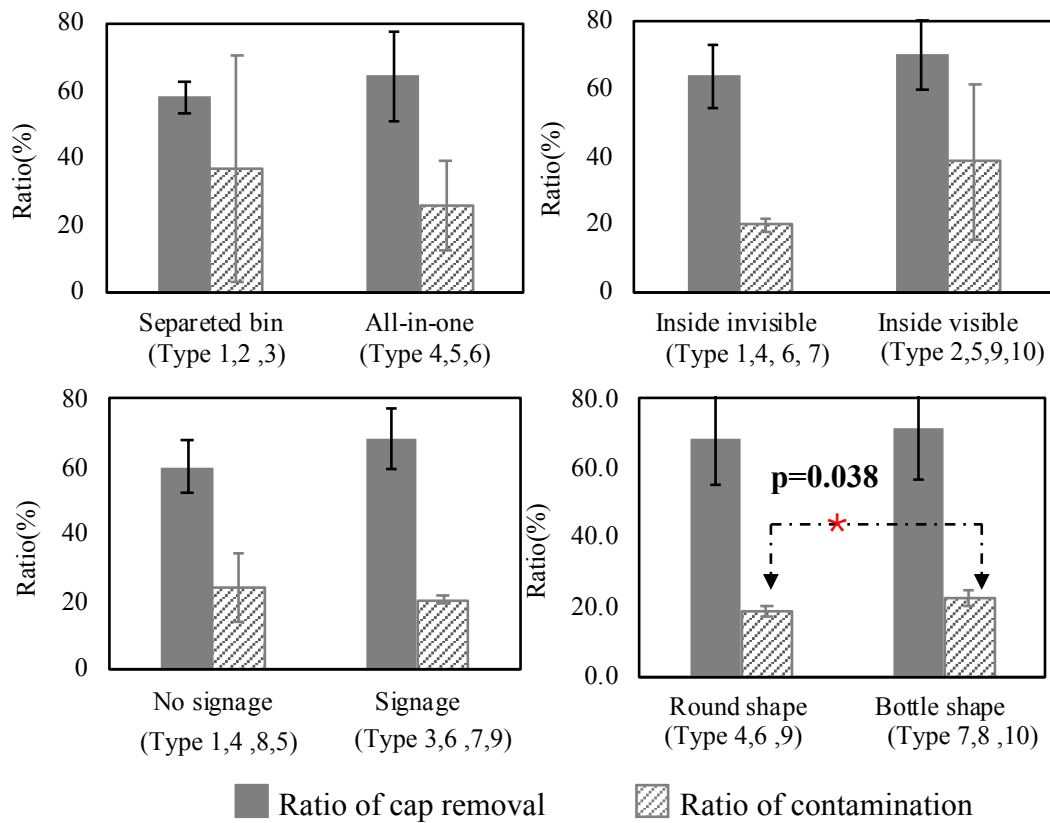 80
60
40
20
0
Ratio(%)
Separeted bin
(Type 1,2 ,3)
All-in-one
(Type 4,5,6)
80
60
40
20
0
Ratio(%)
Inside invisible
(Type 1,4, 6, 7)
Inside visible
(Type 2,5,9,10)
80
60
40
20
0
Ratio(%)
No signage
(Type 1,4 ,8,5)
Signage
(Type 3,6 ,7,9)
80.0
60.0
40.0
20.0
0.0
Ratio(%)
p=0.038
*
Round shape
(Type 4,6 ,9)
Bottle shape
(Type 7,8 ,10)
Ratio of cap removal
Ratio of contamination